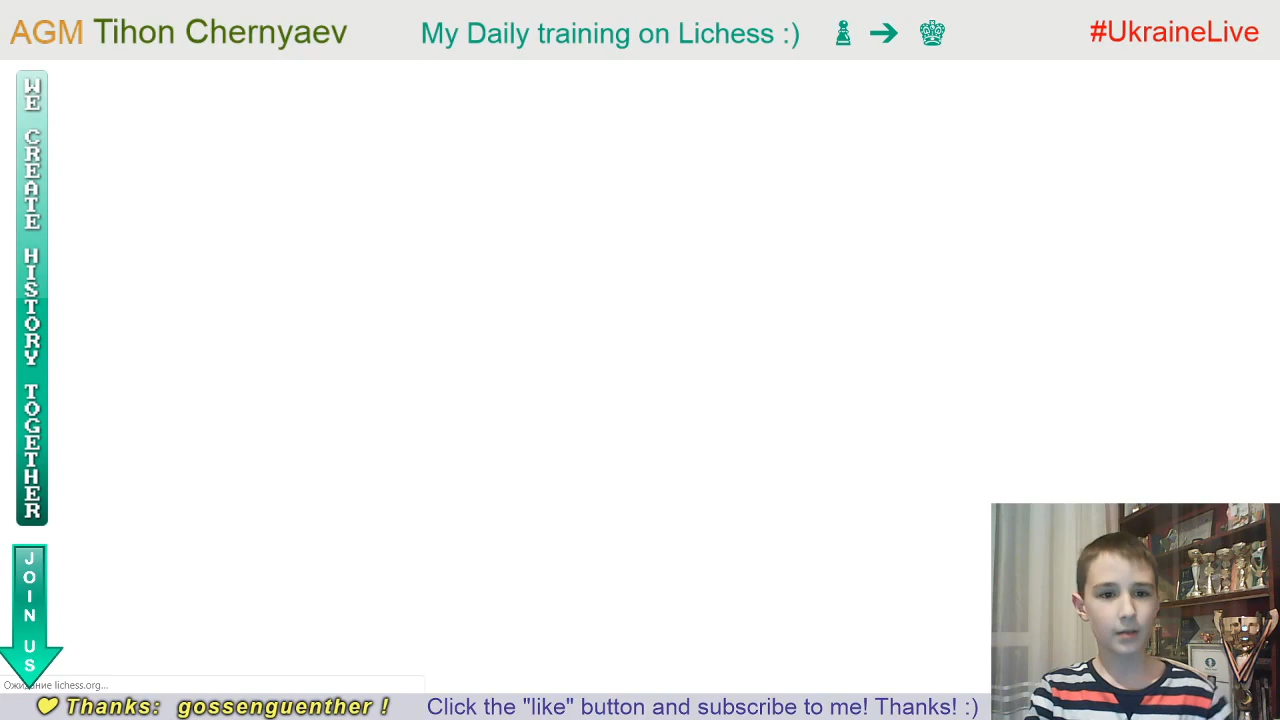 AGM Tihon Chernyaev
My Daily training on Lichess :)
#UkraineLive
WE CREATE HISTORY TOGETHER
JOIN US
Ожидание lichess.org...
Thanks: gossenguenther !
Click the "like" button and subscribe to me! Thanks! :)